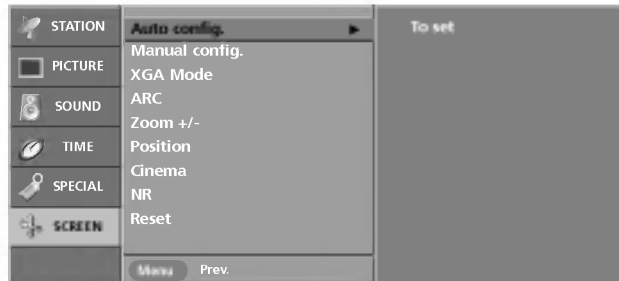 STATION
PICTURE
SOUND
TIME
SPECIAL
SCREEN
Auto config. ►
Manual config.
XGA Mode
ARC
Zoom +/-
Position
Cinema
NR
Reset
Menu Prev.
To set